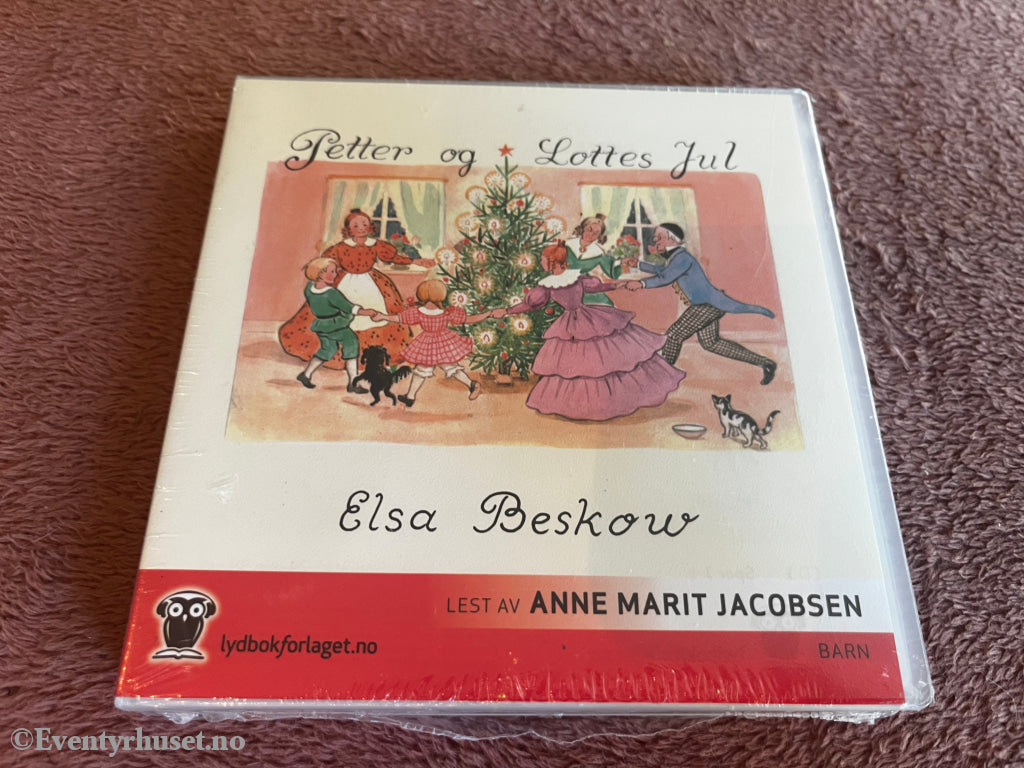 Petter og Lottes Jul
Elsa Beskow
LEST AV ANNE MARIT JACOBSEN
lydbokforlaget.no
BARN
©Eventyrhuset.no